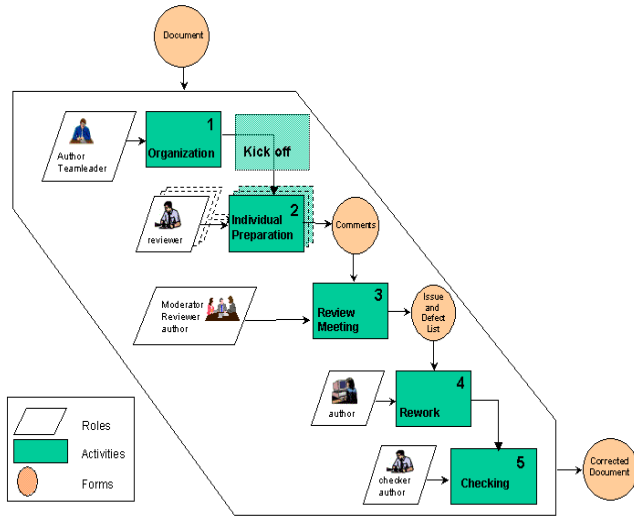 Document
1
Organization
Kick off
Author
Teamleader
2
Individual
Preparation
reviewer
Comments
3
Review
Meeting
Moderator
Reviewer
author
Issue
and
Defect
List
4
Rework
author
5
Checking
checker
author
Corrected
Document
Roles
Activities
Forms